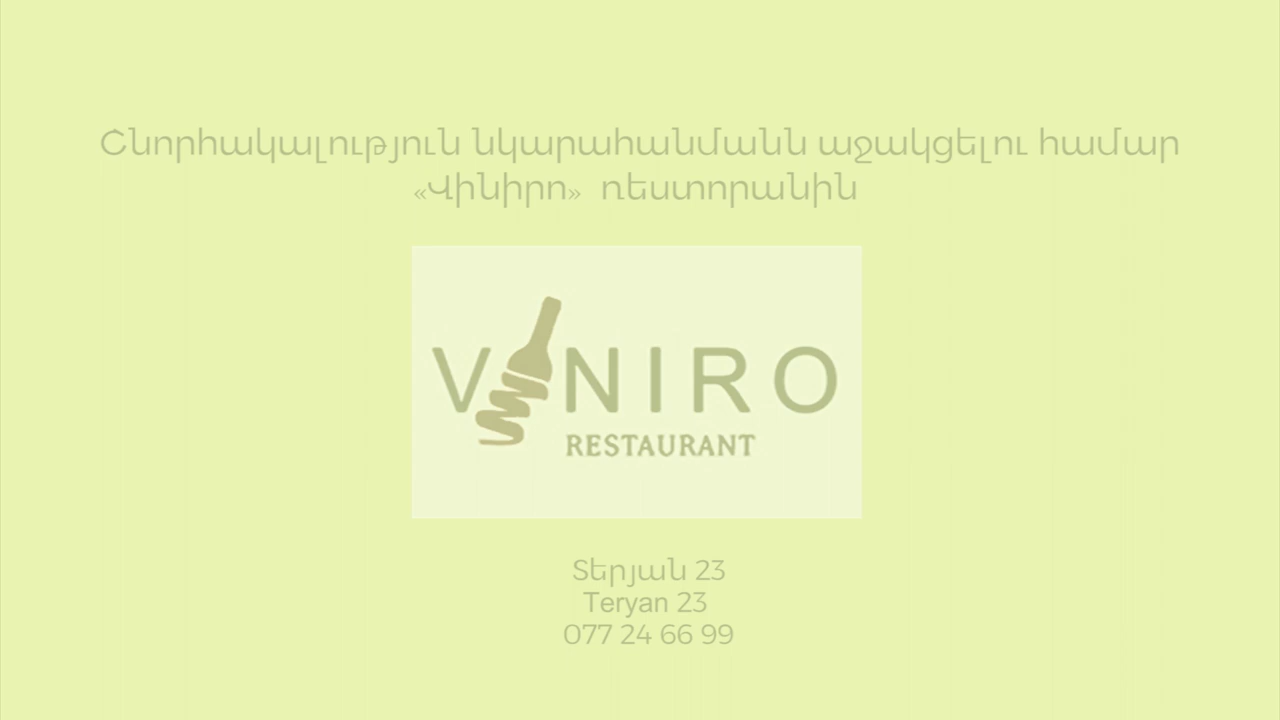 Շնորհակալություն նկարահանմանն աջակցելու համար
«Վինիրո» ռեստորանին
VINIRO
RESTAURANT
Տերյան 23
Teryan 23
077 24 66 99